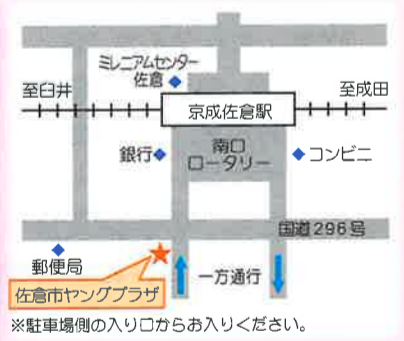 ミレニアムセンター
佐倉
至臼井
至成田
京成佐倉駅
銀行
南口
ロータリー
コンビニ
国道296号
郵便局
一方通行
佐倉市ヤングプラザ
※駐車場側の入り口からお入りください。